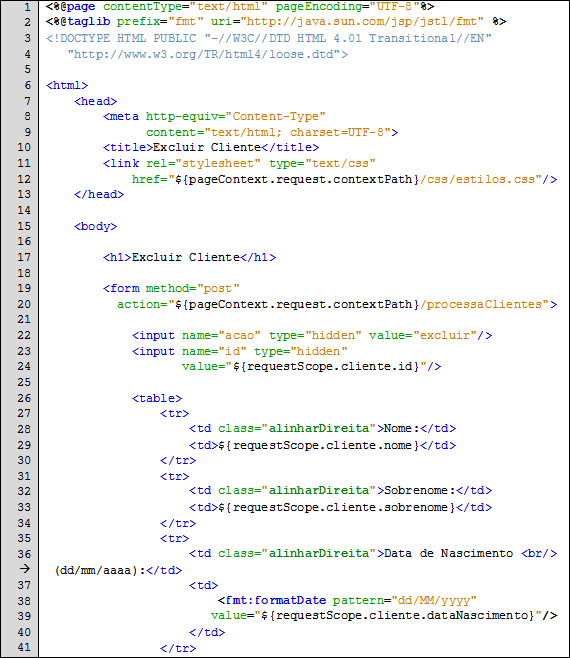 1 <%@page contentType="text/html" pageEncoding="UTF-8"%>
2 <%@taglib prefix="fmt" uri="http://java.sun.com/jsp/jstl/fmt" %>
3 <!DOCTYPE HTML PUBLIC "-//W3C//DTD HTML 4.01 Transitional//EN"
4 "http://www.w3.org/TR/html4/loose.dtd">
5
6 <html>
7 <head>
8 <meta http-equiv="Content-Type"
9 content="text/html; charset=UTF-8">
10 <title>Excluir Cliente</title>
11 <link rel="stylesheet" type="text/css"
12 href="${pageContext.request.contextPath}/css/estilos.css"/>
13 </head>
14
15 <body>
16
17 <h1>Excluir Cliente</h1>
18
19 <form method="post"
20 action="${pageContext.request.contextPath}/processaClientes">
21
22 <input name="acao" type="hidden" value="excluir"/>
23 <input name="id" type="hidden"
24 value="${requestScope.cliente.id}"/>
25
26 <table>
27 <tr>
28 <td class="alinharDireita">Nome:</td>
29 <td>${requestScope.cliente.nome}</td>
30 </tr>
31 <tr>
32 <td class="alinharDireita">Sobrenome:</td>
33 <td>${requestScope.cliente.sobrenome}</td>
34 </tr>
35 <tr>
36 <td class="alinharDireita">Data de Nascimento <br/>
→ (dd/mm/aaaa):</td>
37 <td>
38 <fmt:formatDate pattern="dd/MM/yyyy"
39 value="${requestScope.cliente.dataNascimento}"/>
40 </td>
41 </tr>